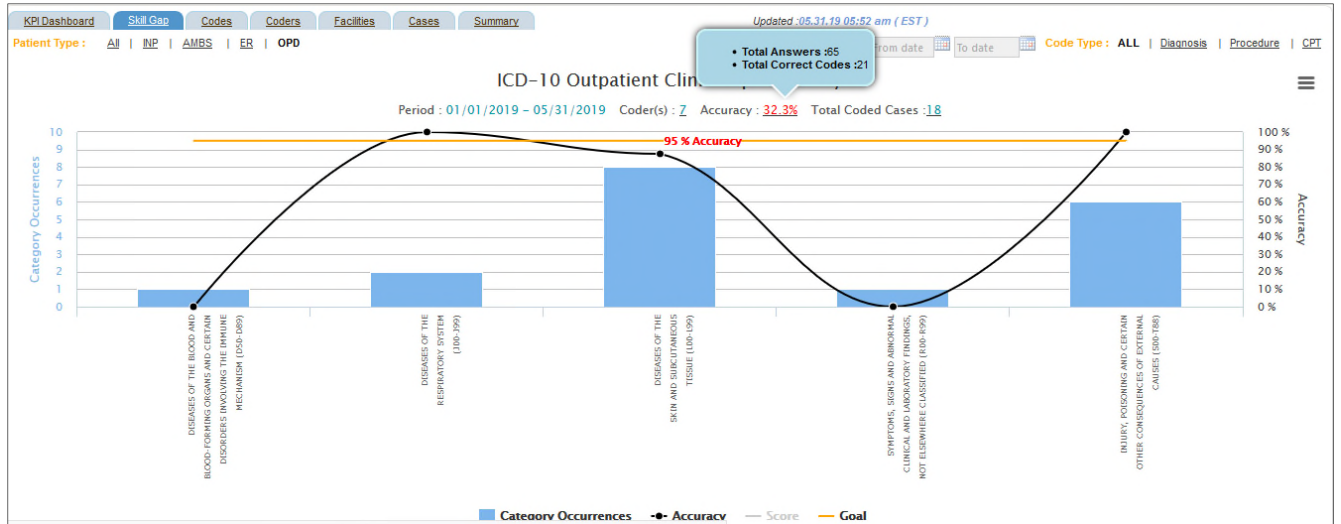 KPI Dashboard Skill Gap Codes Coders Facilities Cases Summary Updated :05.31.19 05:52 am ( EST )
Patient Type : All | INP | AMBS | ER | OPD From date To date Code Type : ALL | Diagnosis | Procedure | CPT
• Total Answers :65
• Total Correct Codes :21
ICD-10 Outpatient
Period : 01/01/2019 - 05/31/2019 Coder(s) : 7 Accuracy : 32.3% Total Coded Cases :18
95 % Accuracy
Category Occurrences
10
9
8
7
6
5
4
3
2
1
0
100 %
90 %
80 %
70 %
60 %
50 %
40 %
30 %
20 %
10 %
0 %
Accuracy
DISEASES OF THE BLOOD AND
BLOOD-FORMING ORGANS AND CERTAIN
DISORDERS INVOLVING THE IMMUNE
MECHANISM (D50-D89)
DISEASES OF THE
RESPIRATORY SYSTEM
(J00-J99)
DISEASES OF THE
SKIN AND SUBCUTANEOUS
TISSUE (L00-L99)
SYMPTOMS, SIGNS AND ABNORMAL
CLINICAL AND LABORATORY FINDINGS,
NOT ELSEWHERE CLASSIFIED (R00-R99)
INJURY, POISONING AND CERTAIN
OTHER CONSEQUENCES OF EXTERNAL
CAUSES (S00-T88)
Category Occurrences Accuracy Score Goal